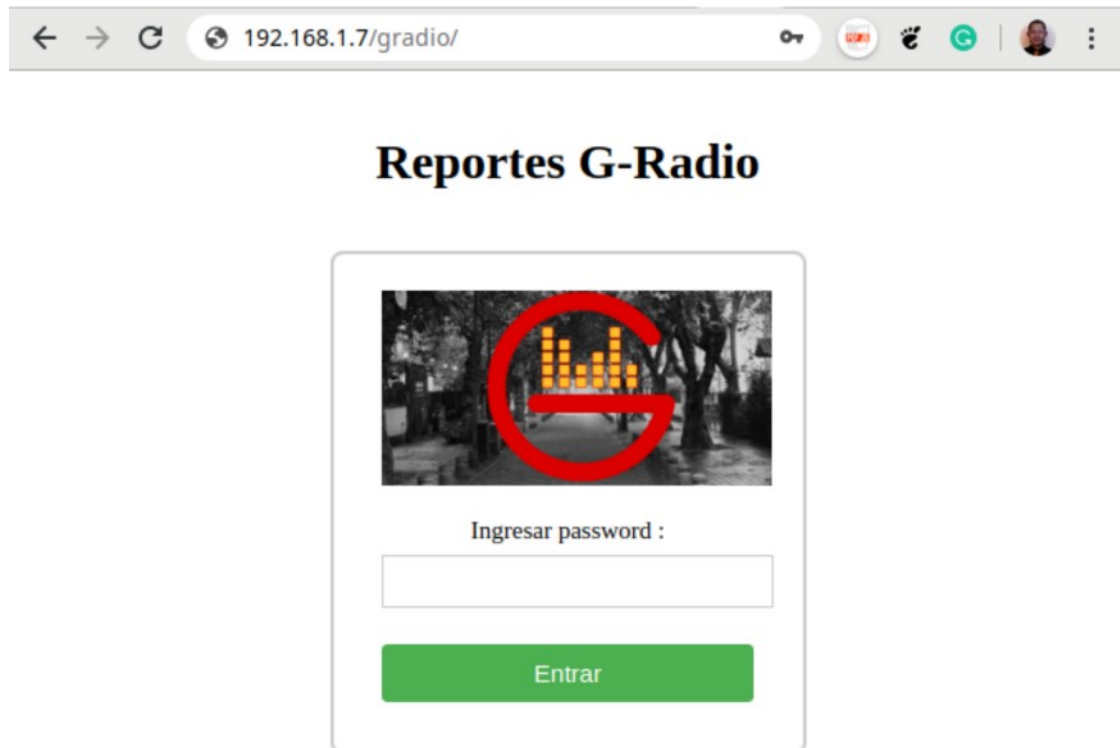 192.168.1.7/gradio/
Reportes G-Radio
Ingresar password :
Entrar